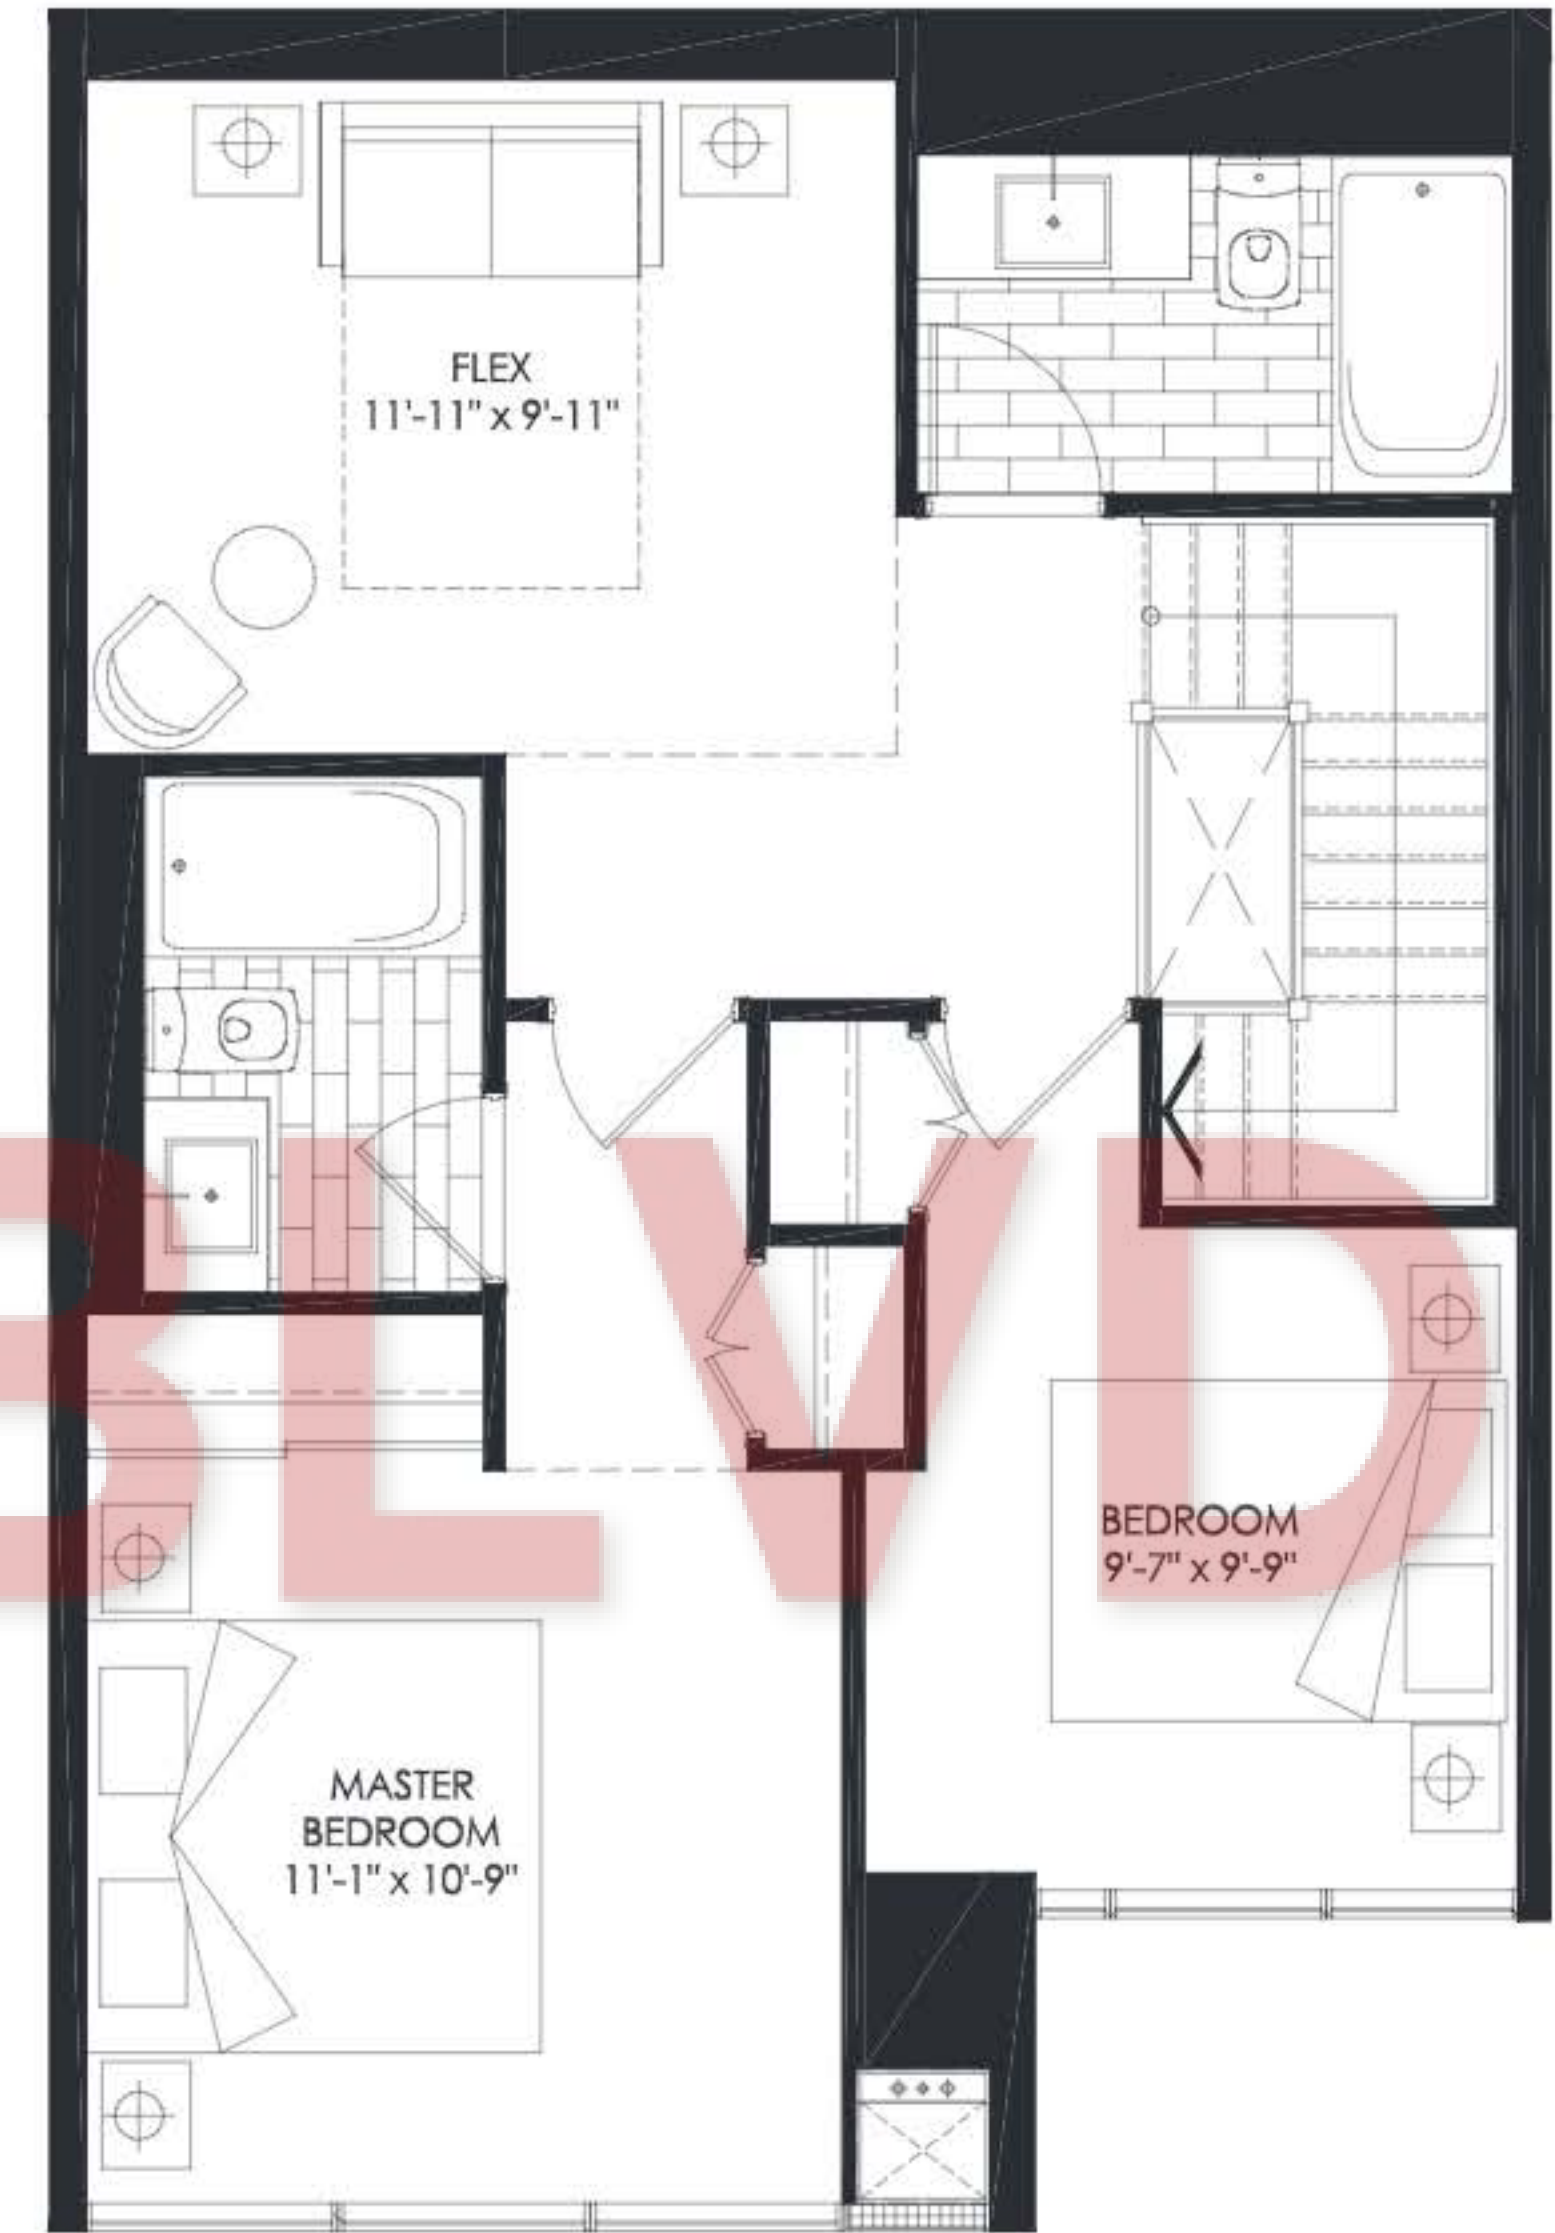 FLEX
11'-11" x 9'-11"
BLVD
BEDROOM
9'-7" x 9'-9"
MASTER
BEDROOM
11'-1" x 10'-9"